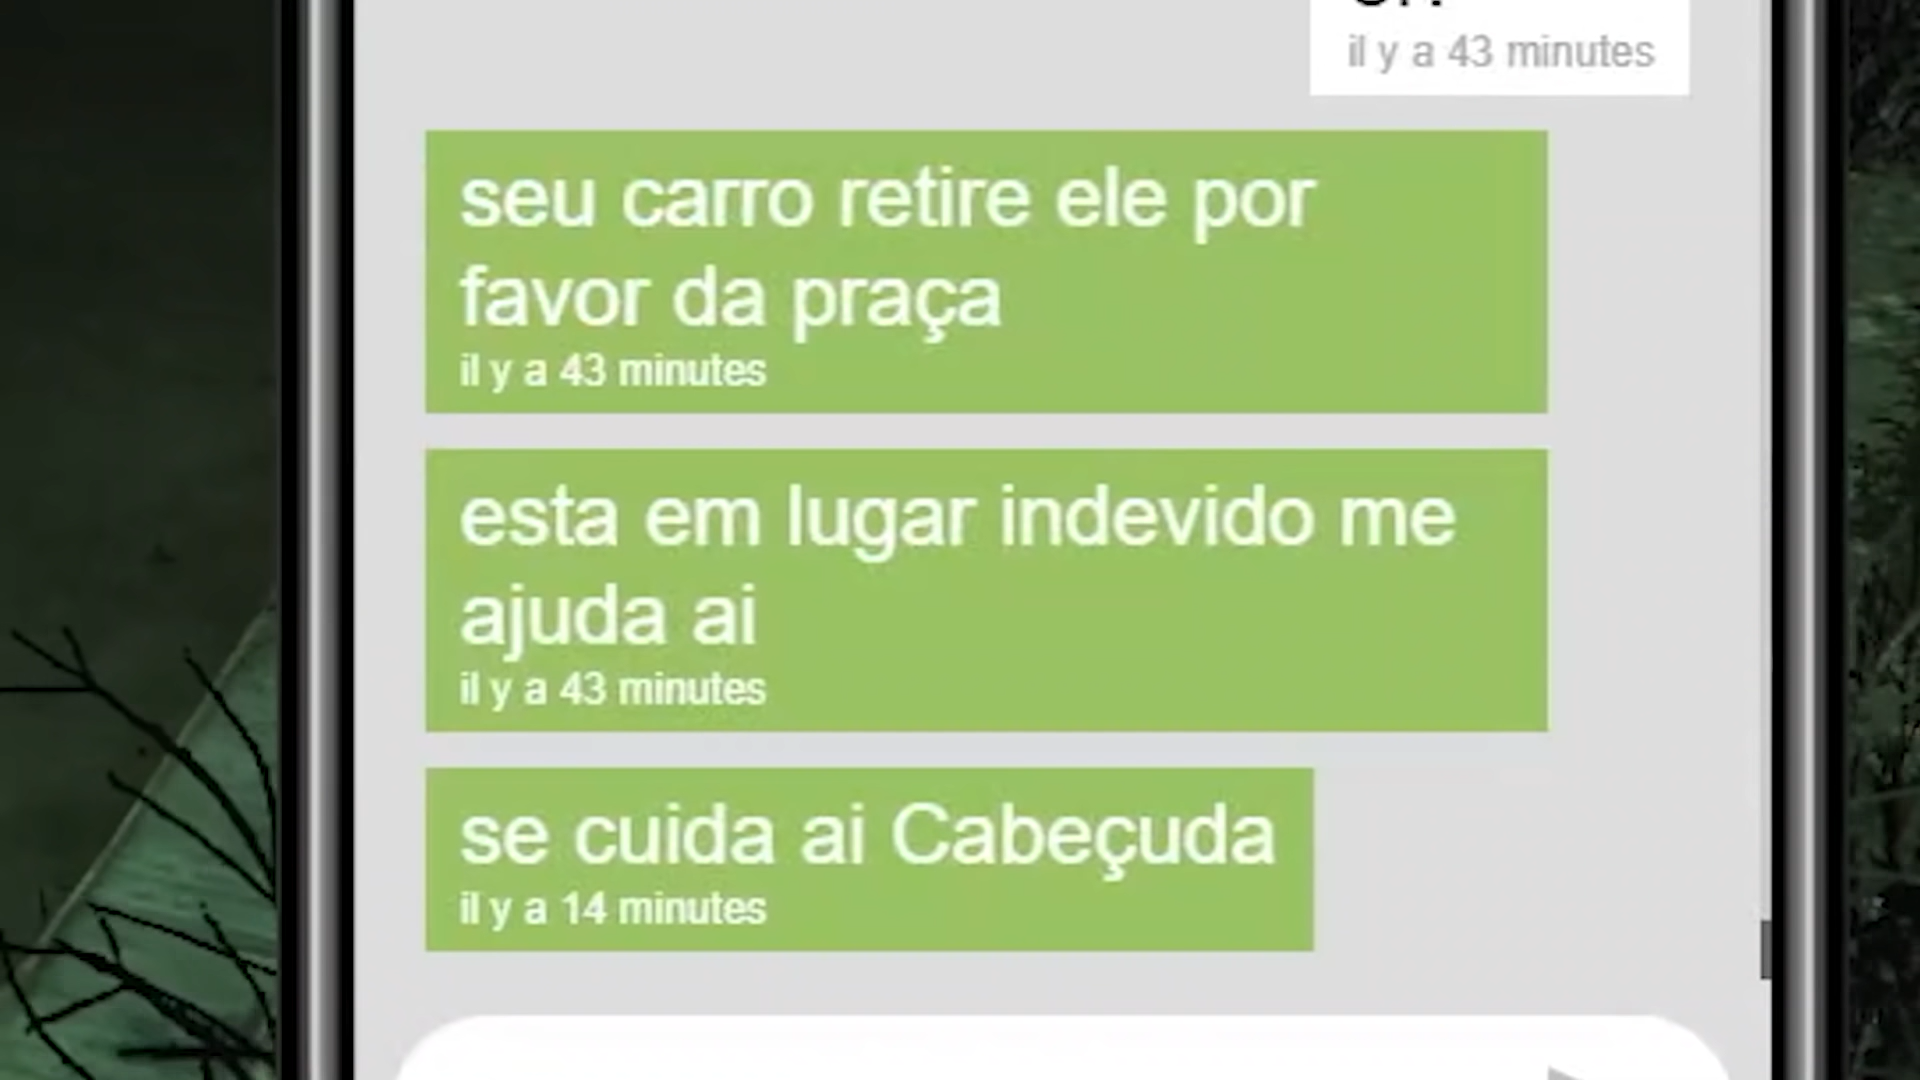 il y a 43 minutes
seu carro retire ele por
favor da praça
il y a 43 minutes
esta em lugar indevido me
ajuda ai
il y a 43 minutes
se cuida ai Cabeçuda
il y a 14 minutes